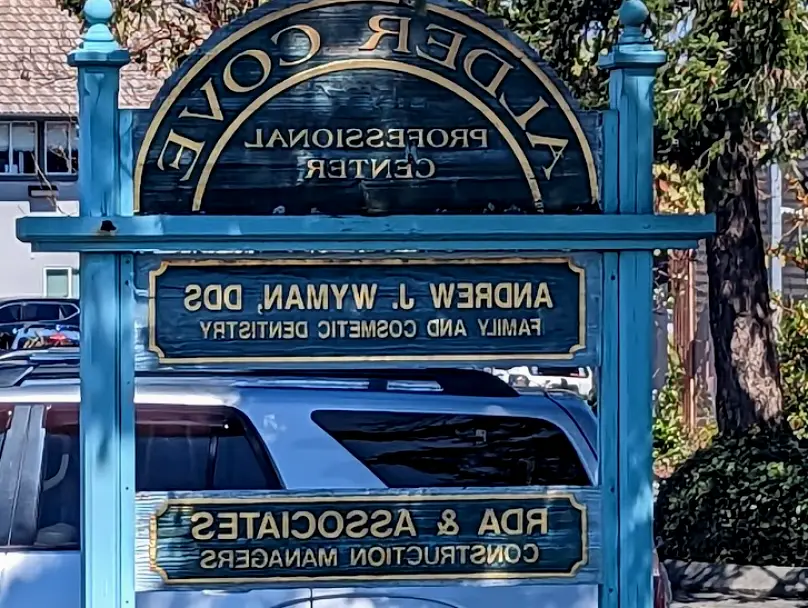 ALDER COVE
PROFESSIONAL
CENTER
ANDREW J. WYMAN, DDS
FAMILY AND COSMETIC DENTISTRY
RDA & ASSOCIATES
CONSTRUCTION MANAGERS